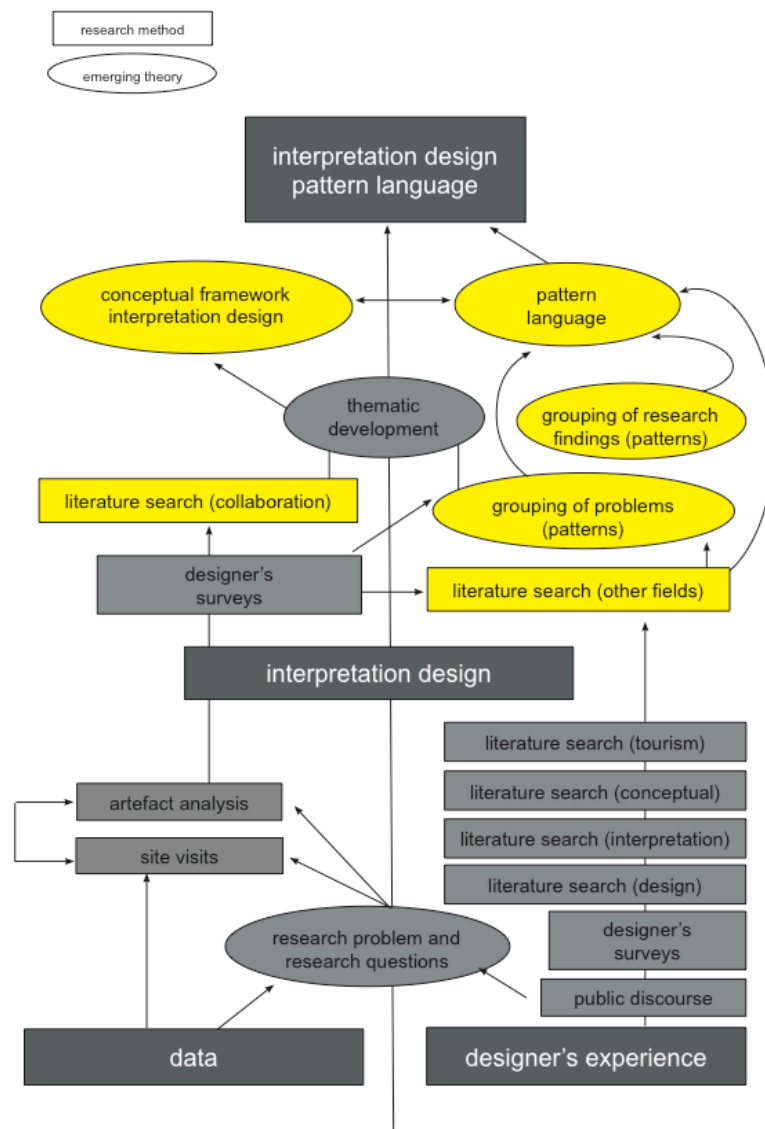 research method
emerging theory
interpretation design
pattern language
conceptual framework
interpretation design
pattern
language
thematic
development
grouping of research
findings (patterns)
literature search (collaboration)
grouping of problems
(patterns)
designer's
surveys
literature search (other fields)
interpretation design
literature search (tourism)
artefact analysis
literature search (conceptual)
site visits
literature search (interpretation)
literature search (design)
research problem and
research questions
designer's
surveys
public discourse
data
designer's experience